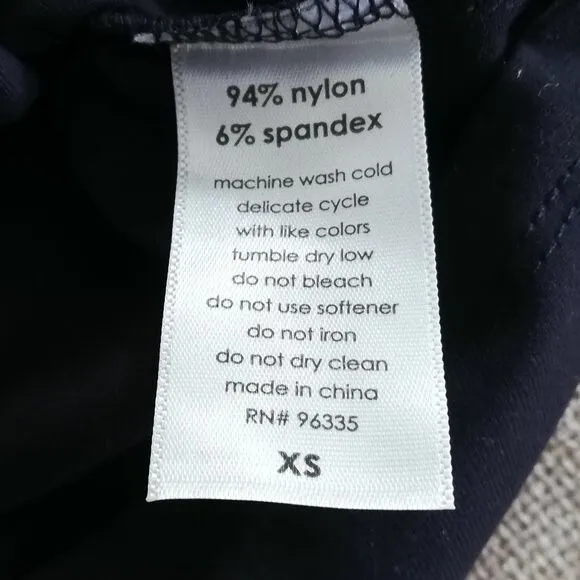 94% nylon
6% spandex
machine wash cold
delicate cycle
with like colors
tumble dry low
do not bleach
do not use softener
do not iron
do not dry clean
made in china
RN# 96335
XS